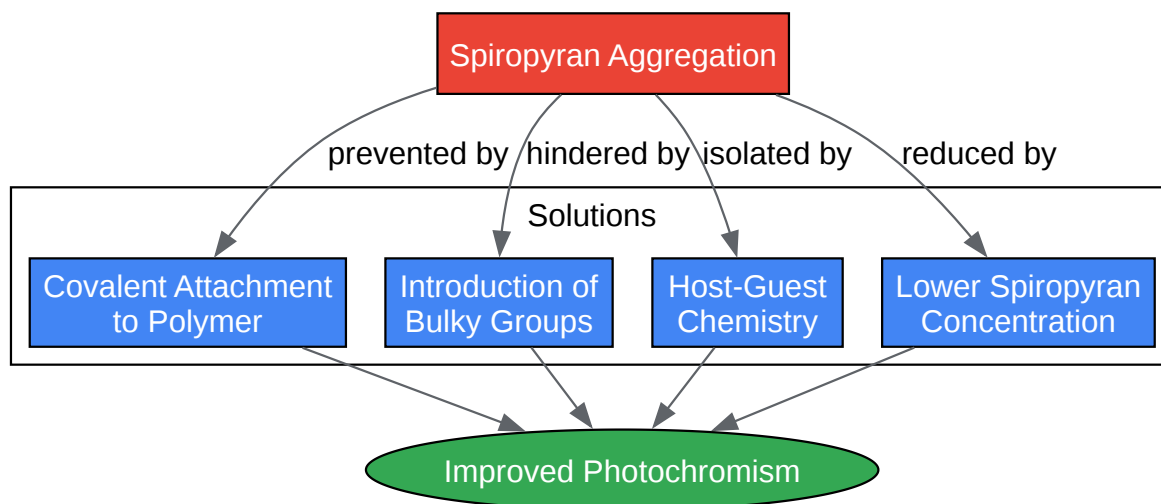 Spiropyran Aggregation
prevented by
hindered by
isolated by
reduced by
Solutions
Covalent Attachment
to Polymer
Introduction of
Bulky Groups
Host-Guest
Chemistry
Lower Spiropyran
Concentration
Improved Photochromism